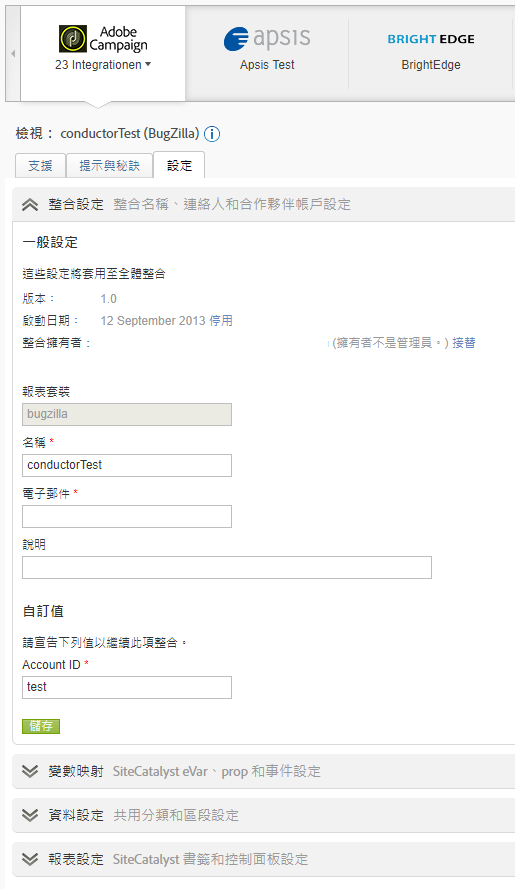 Adobe Campaign
23 Integrationen
apsis
Apsis Test
BRIGHT EDGE
BrightEdge
檢視： conductorTest (BugZilla)
支援 提示與秘訣 設定
整合設定 整合名稱、連絡人和合作夥伴帳戶設定
一般設定
這些設定將套用至全體整合
版本： 1.0
啟動日期： 12 September 2013 停用
整合擁有者： (擁有者不是管理員。) 接替
報表套裝
bugzilla
名稱 *
conductorTest
電子郵件 *
說明
自訂值
請宣告下列值以繼續此項整合。
Account ID *
test
儲存
變數映射 SiteCatalyst eVar、prop 和事件設定
資料設定 共用分類和區段設定
報表設定 SiteCatalyst 書籤和控制面板設定